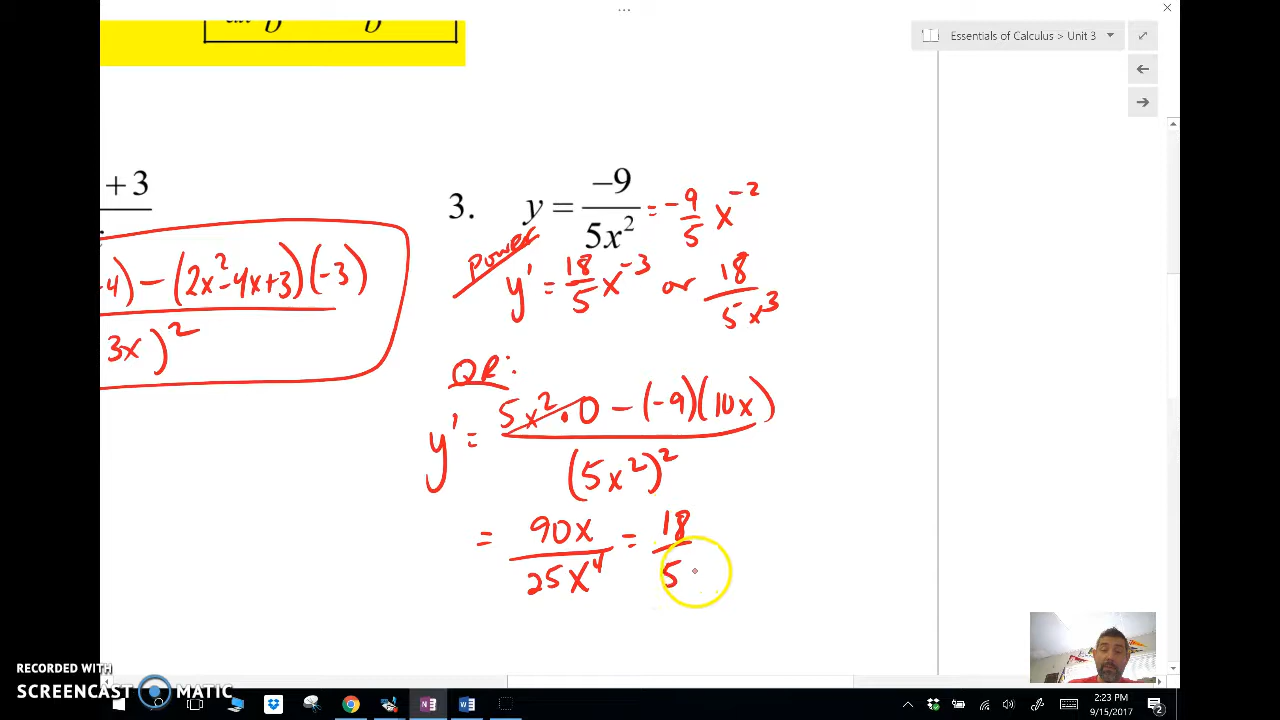 Essentials of Calculus > Unit 3
+ 3
3. y = -9 / 5x² = -9/5 x⁻²
Power
y' = 18/5 x⁻³ or 18 / 5x³
4) - (2x² - 4x + 3)(-3)
3x)²
QR:
y' = 5x² · 0 - (-9)(10x) / (5x²)²
= 90x / 25x⁴ = 18 / 5
RECORDED WITH
SCREENCAST MATIC
2:23 PM
9/15/2017
2